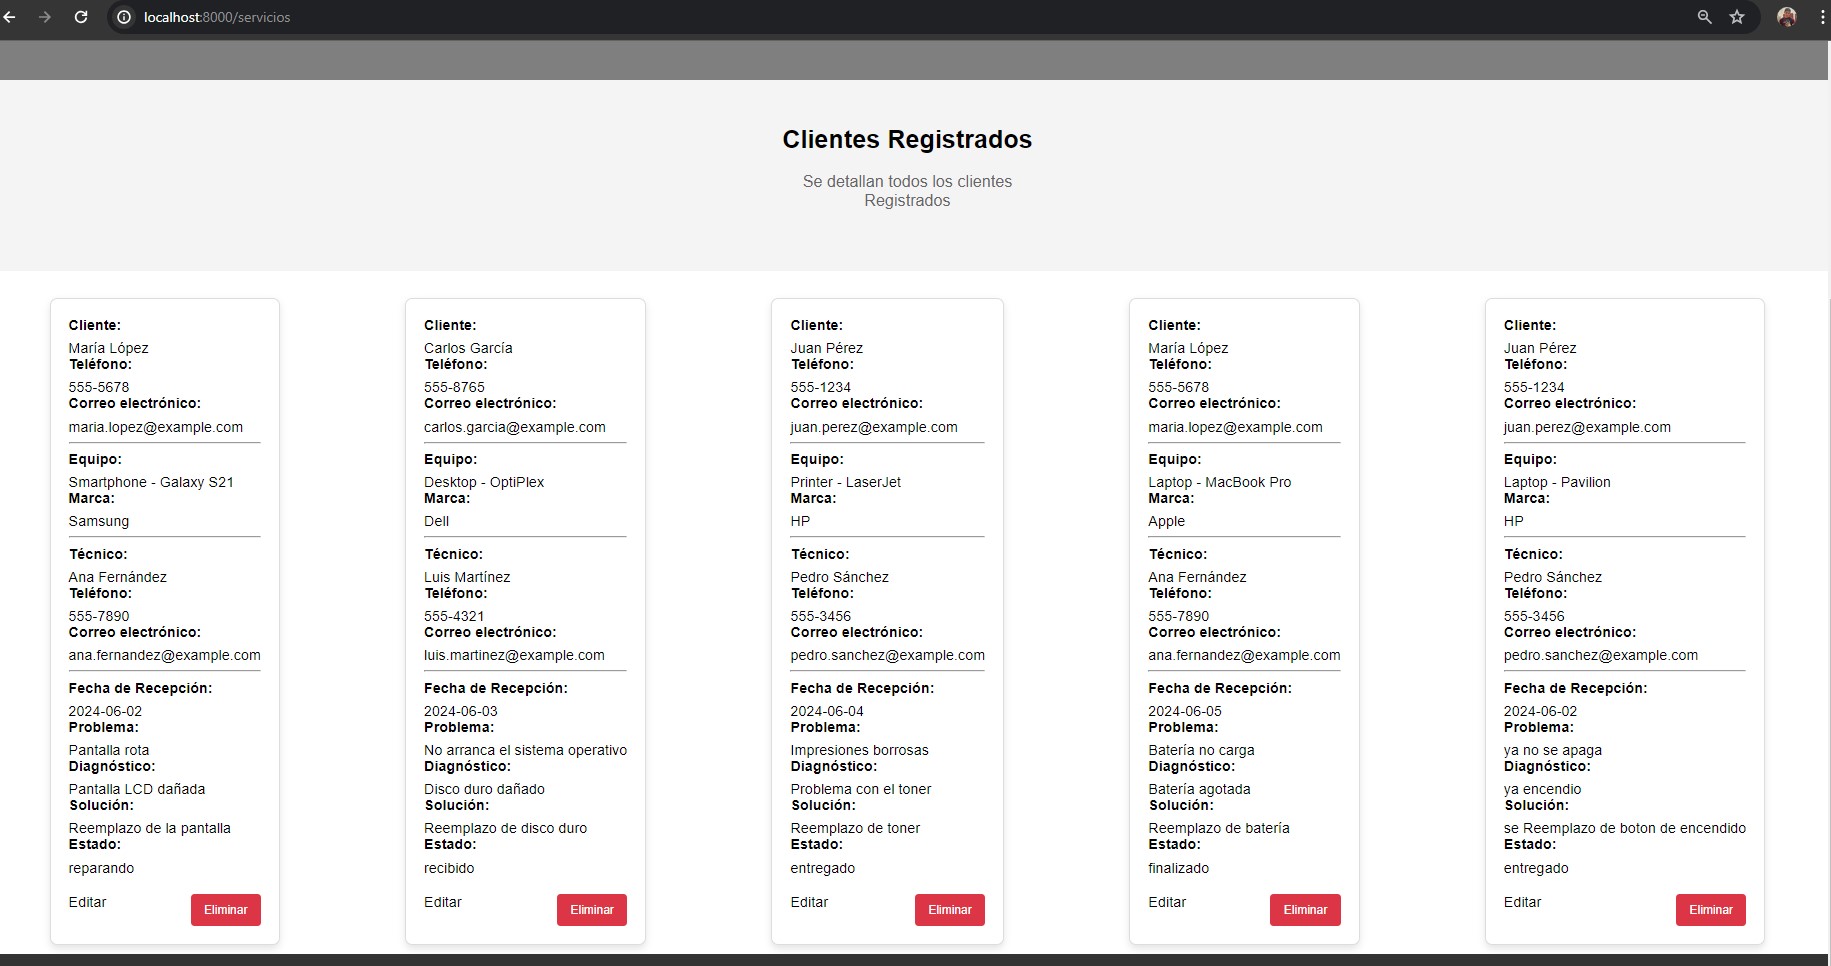 localhost:8000/servicios
Clientes Registrados
Se detallan todos los clientes
Registrados
Cliente:
María López
Teléfono:
555-5678
Correo electrónico:
maria.lopez@example.com
Equipo:
Smartphone - Galaxy S21
Marca:
Samsung
Técnico:
Ana Fernández
Teléfono:
555-7890
Correo electrónico:
ana.fernandez@example.com
Fecha de Recepción:
2024-06-02
Problema:
Pantalla rota
Diagnóstico:
Pantalla LCD dañada
Solución:
Reemplazo de la pantalla
Estado:
reparando
Editar
Eliminar
Cliente:
Carlos García
Teléfono:
555-8765
Correo electrónico:
carlos.garcia@example.com
Equipo:
Desktop - OptiPlex
Marca:
Dell
Técnico:
Luis Martínez
Teléfono:
555-4321
Correo electrónico:
luis.martinez@example.com
Fecha de Recepción:
2024-06-03
Problema:
No arranca el sistema operativo
Diagnóstico:
Disco duro dañado
Solución:
Reemplazo de disco duro
Estado:
recibido
Editar
Eliminar
Cliente:
Juan Pérez
Teléfono:
555-1234
Correo electrónico:
juan.perez@example.com
Equipo:
Printer - LaserJet
Marca:
HP
Técnico:
Pedro Sánchez
Teléfono:
555-3456
Correo electrónico:
pedro.sanchez@example.com
Fecha de Recepción:
2024-06-04
Problema:
Impresiones borrosas
Diagnóstico:
Problema con el toner
Solución:
Reemplazo de toner
Estado:
entregado
Editar
Eliminar
Cliente:
María López
Teléfono:
555-5678
Correo electrónico:
maria.lopez@example.com
Equipo:
Laptop - MacBook Pro
Marca:
Apple
Técnico:
Ana Fernández
Teléfono:
555-7890
Correo electrónico:
ana.fernandez@example.com
Fecha de Recepción:
2024-06-05
Problema:
Batería no carga
Diagnóstico:
Batería agotada
Solución:
Reemplazo de batería
Estado:
finalizado
Editar
Eliminar
Cliente:
Juan Pérez
Teléfono:
555-1234
Correo electrónico:
juan.perez@example.com
Equipo:
Laptop - Pavilion
Marca:
HP
Técnico:
Pedro Sánchez
Teléfono:
555-3456
Correo electrónico:
pedro.sanchez@example.com
Fecha de Recepción:
2024-06-02
Problema:
ya no se apaga
Diagnóstico:
ya encendio
Solución:
se Reemplazo de boton de encendido
Estado:
entregado
Editar
Eliminar